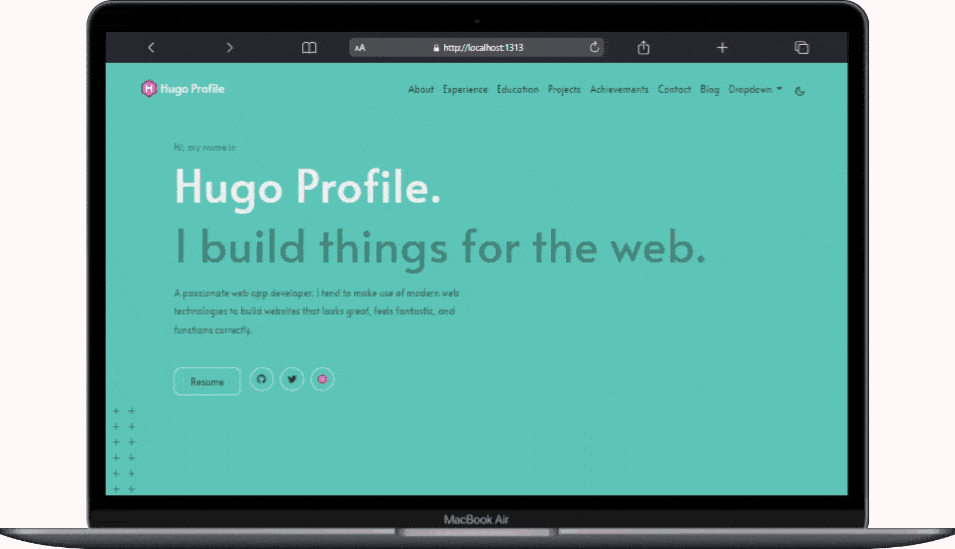 AA http://localhost:1313
H Hugo Profile About Experience Education Projects Achievements Contact Blog Dropdown
Hi, my name is
Hugo Profile.
I build things for the web.
A passionate web app developer. I tend to make use of modern web
technologies to build websites that looks great, feels fantastic, and
functions correctly.
Resume
MacBook Air